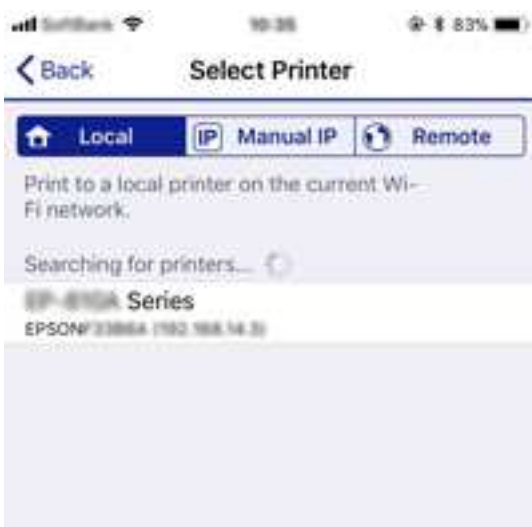 83%
Back
Select Printer
Local
IP Manual IP
Remote
Print to a local printer on the current Wi-
Fi network.
Searching for printers...
Series
EPSON